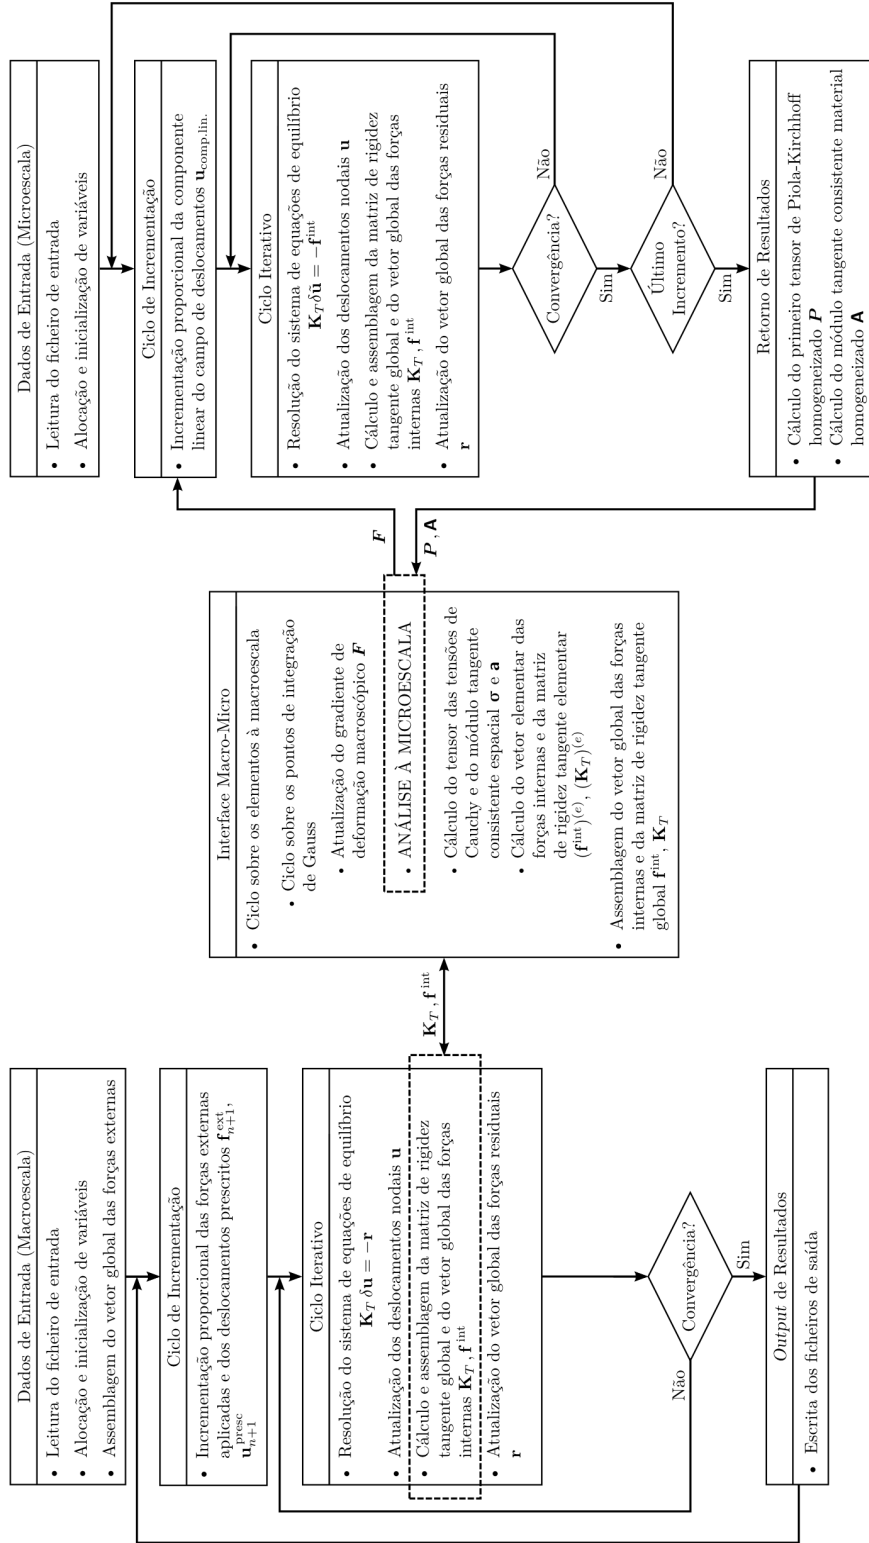 Dados de Entrada (Macroescala)
• Leitura do ficheiro de entrada
• Alocação e inicialização de variáveis
• Assemblagem do vetor global das forças externas
Ciclo de Incrementação
• Incrementação proporcional das forças externas
aplicadas e dos deslocamentos prescritos f_{n+1}^{ext},
u_{n+1}^{presc}
Ciclo Iterativo
• Resolução do sistema de equações de equilíbrio
K_T δu = −r
• Atualização dos deslocamentos nodais u
• Cálculo e assemblagem da matriz de rigidez
tangente global e do vetor global das forças
internas K_T , f^{int}
• Atualização do vetor global das forças residuais
r
Convergência?
Não
Sim
Output de Resultados
• Escrita dos ficheiros de saída
K_T , f^{int}
Interface Macro-Micro
• Ciclo sobre os elementos à macroescala
• Ciclo sobre os pontos de integração
de Gauss
• Atualização do gradiente de
deformação macroscópico F
• ANÁLISE À MICROESCALA
• Cálculo do tensor das tensões de
Cauchy e do módulo tangente
consistente espacial σ e a
• Cálculo do vetor elementar das
forças internas e da matriz
de rigidez tangente elementar
(f^{int})^{(e)}, (K_T)^{(e)}
• Assemblagem do vetor global das forças
internas e da matriz de rigidez tangente
global f^{int}, K_T
F
P , A
Dados de Entrada (Microescala)
• Leitura do ficheiro de entrada
• Alocação e inicialização de variáveis
Ciclo de Incrementação
• Incrementação proporcional da componente
linear do campo de deslocamentos u_{comp.lin.}
Ciclo Iterativo
• Resolução do sistema de equações de equilíbrio
K_T δũ = −f^{int}
• Atualização dos deslocamentos nodais u
• Cálculo e assemblagem da matriz de rigidez
tangente global e do vetor global das forças
internas K_T , f^{int}
• Atualização do vetor global das forças residuais
r
Convergência?
Não
Sim
Último
Incremento?
Não
Sim
Retorno de Resultados
• Cálculo do primeiro tensor de Piola-Kirchhoff
homogeneizado P
• Cálculo do módulo tangente consistente material
homogeneizado A